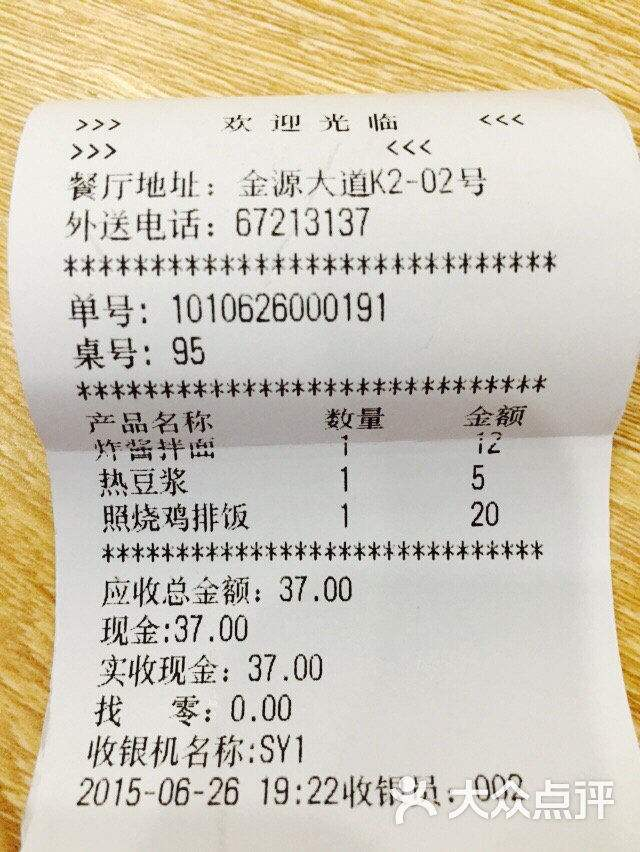 >>> 欢迎光临 <<<
>>> <<<
餐厅地址：金源大道K2-02号
外送电话：67213137
*****************************
单号：1010626000191
桌号：95
*****************************
产品名称 数量 金额
炸酱拌面 1 12
热豆浆 1 5
照烧鸡排饭 1 20
*****************************
应收总金额：37.00
现金:37.00
实收现金：37.00
找 零：0.00
收银机名称:SY1
2015-06-26 19:22收银员：002
大众点评